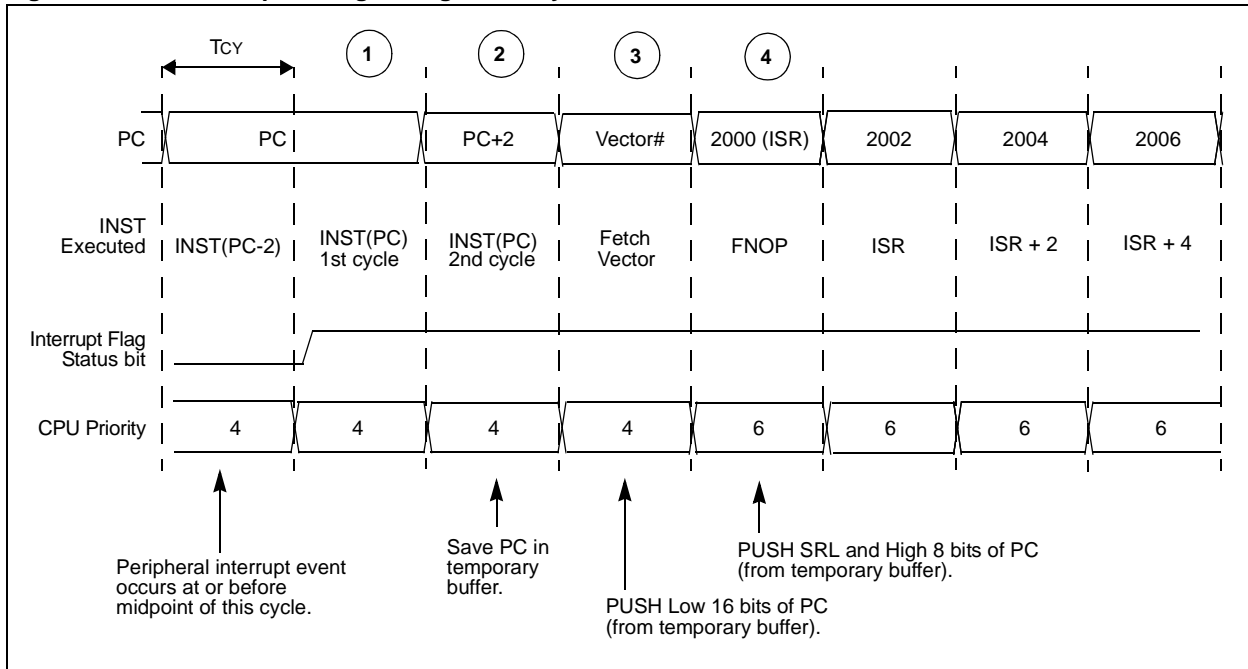 TCY
1
2
3
4
PC
PC
PC+2
Vector#
2000 (ISR)
2002
2004
2006
INST
Executed
INST(PC-2)
INST(PC)
1st cycle
INST(PC)
2nd cycle
Fetch
Vector
FNOP
ISR
ISR + 2
ISR + 4
Interrupt Flag
Status bit
CPU Priority
4
4
4
4
6
6
6
6
Peripheral interrupt event
occurs at or before
midpoint of this cycle.
Save PC in
temporary
buffer.
PUSH Low 16 bits of PC
(from temporary buffer).
PUSH SRL and High 8 bits of PC
(from temporary buffer).